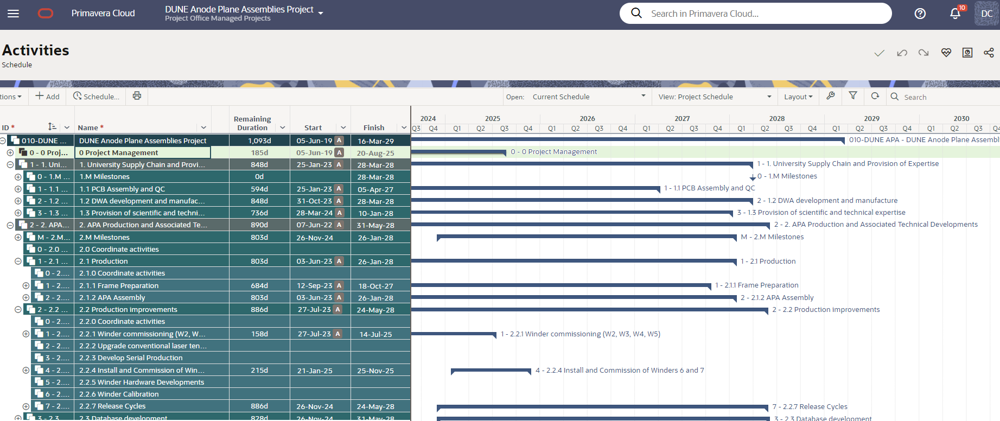 Primavera Cloud
DUNE Anode Plane Assemblies Project
Project Office Managed Projects
Search in Primavera Cloud...
10
DC
Activities
Schedule
tions Add Schedule... Open: Current Schedule View: Project Schedule Layout Search
ID * Name * Remaining Duration Start Finish
2024 2025 2026 2027 2028 2029 2030
Q3 Q4 Q1 Q2 Q3 Q4 Q1 Q2 Q3 Q4 Q1 Q2 Q3 Q4 Q1 Q2 Q3 Q4 Q1 Q2 Q3 Q4 Q1 Q2 Q3 Q4
010-DUNE ... DUNE Anode Plane Assemblies Project 1,093d 05-Jun-19 A 16-Mar-29 010-DUNE APA - DUNE Anode Plane Assembl
0 - 0 Proj... 0 Project Management 185d 05-Jun-19 A 20-Aug-25 0 - 0 Project Management
1 - 1. Uni... 1. University Supply Chain and Provi... 848d 25-Jan-23 A 28-Mar-28 1 - 1. University Supply Chain and Provision of Expertise
0 - 1.M ... 1.M Milestones 0d 28-Mar-28 0 - 1.M Milestones
1 - 1.1 ... 1.1 PCB Assembly and QC 594d 25-Jan-23 A 05-Apr-27 1 - 1.1 PCB Assembly and QC
2 - 1.2 ... 1.2 DWA development and manufac... 848d 31-Oct-23 A 28-Mar-28 2 - 1.2 DWA development and manufacture
3 - 1.3 ... 1.3 Provision of scientific and techni... 736d 28-Mar-24 A 10-Jan-28 3 - 1.3 Provision of scientific and technical expertise
2 - 2. APA... 2. APA Production and Associated Te... 890d 07-Jun-22 A 31-May-28 2 - 2. APA Production and Associated Technical Developments
M - 2.M... 2.M Milestones 803d 26-Nov-24 26-Jan-28 M - 2.M Milestones
0 - 2.0 ... 2.0 Coordinate activities
1 - 2.1 ... 2.1 Production 803d 03-Jun-23 A 26-Jan-28 1 - 2.1 Production
0 - 2.... 2.1.0 Coordinate activities
1 - 2.... 2.1.1 Frame Preparation 684d 12-Sep-23 A 18-Oct-27 1 - 2.1.1 Frame Preparation
2 - 2.... 2.1.2 APA Assembly 803d 03-Jun-23 A 26-Jan-28 2 - 2.1.2 APA Assembly
2 - 2.2 ... 2.2 Production improvements 886d 27-Jul-23 A 24-May-28 2 - 2.2 Production improvements
0 - 2.... 2.2.0 Coordinate activities
1 - 2.... 2.2.1 Winder commissioning (W2, W... 158d 27-Jul-23 A 14-Jul-25 1 - 2.2.1 Winder commissioning (W2, W3, W4, W5)
2 - 2.... 2.2.2 Upgrade conventional laser ten...
3 - 2.... 2.2.3 Develop Serial Production
4 - 2.... 2.2.4 Install and Commission of Win... 215d 21-Jan-25 25-Nov-25 4 - 2.2.4 Install and Commission of Winders 6 and 7
5 - 2.... 2.2.5 Winder Hardware Developments
6 - 2.... 2.2.6 Winder Calibration
7 - 2.... 2.2.7 Release Cycles 886d 26-Nov-24 24-May-28 7 - 2.2.7 Release Cycles
3 - 2.3 ... 2.3 Database development 828d 26-Nov-24 31-May-28 3 - 2.3 Database development